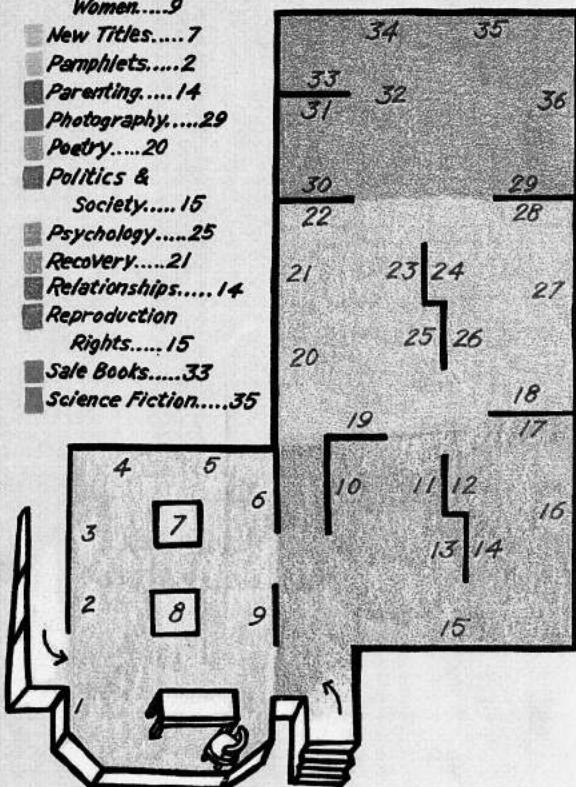 Women.....9
New Titles.....7
Pamphlets.....2
Parenting.....14
Photography.....29
Poetry.....20
Politics &
Society.....15
Psychology.....25
Recovery.....21
Relationships.....14
Reproduction
Rights.....15
Sale Books.....33
Science Fiction.....35
34 35
33
31 32 36
30 29
22 28
21 23 24 27
25 26
20
18
19 17
4 5
6 10 11 12 16
7
3 13 14
2 8 9
15
1